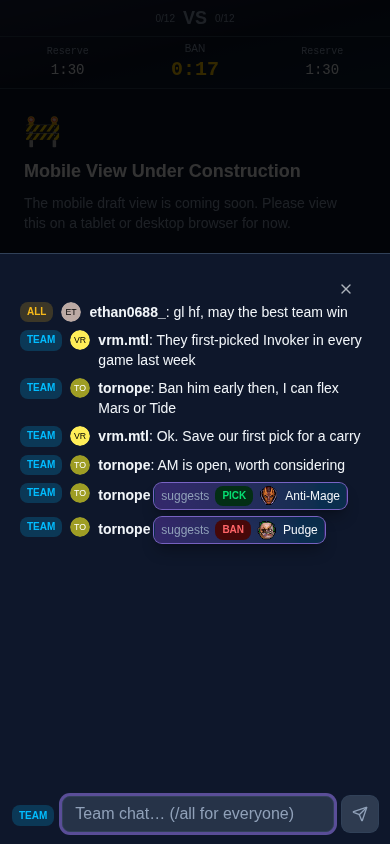 0/12 VS 0/12
Reserve BAN Reserve
1:30 0:17 1:30
Mobile View Under Construction
The mobile draft view is coming soon. Please view
this on a tablet or desktop browser for now.
ALL ET ethan0688_: gl hf, may the best team win
TEAM VR vrm.mtl: They first-picked Invoker in every
game last week
TEAM TO tornope: Ban him early then, I can flex
Mars or Tide
TEAM VR vrm.mtl: Ok. Save our first pick for a carry
TEAM TO tornope: AM is open, worth considering
TEAM TO tornope suggests PICK Anti-Mage
TEAM TO tornope suggests BAN Pudge
TEAM Team chat… (/all for everyone)